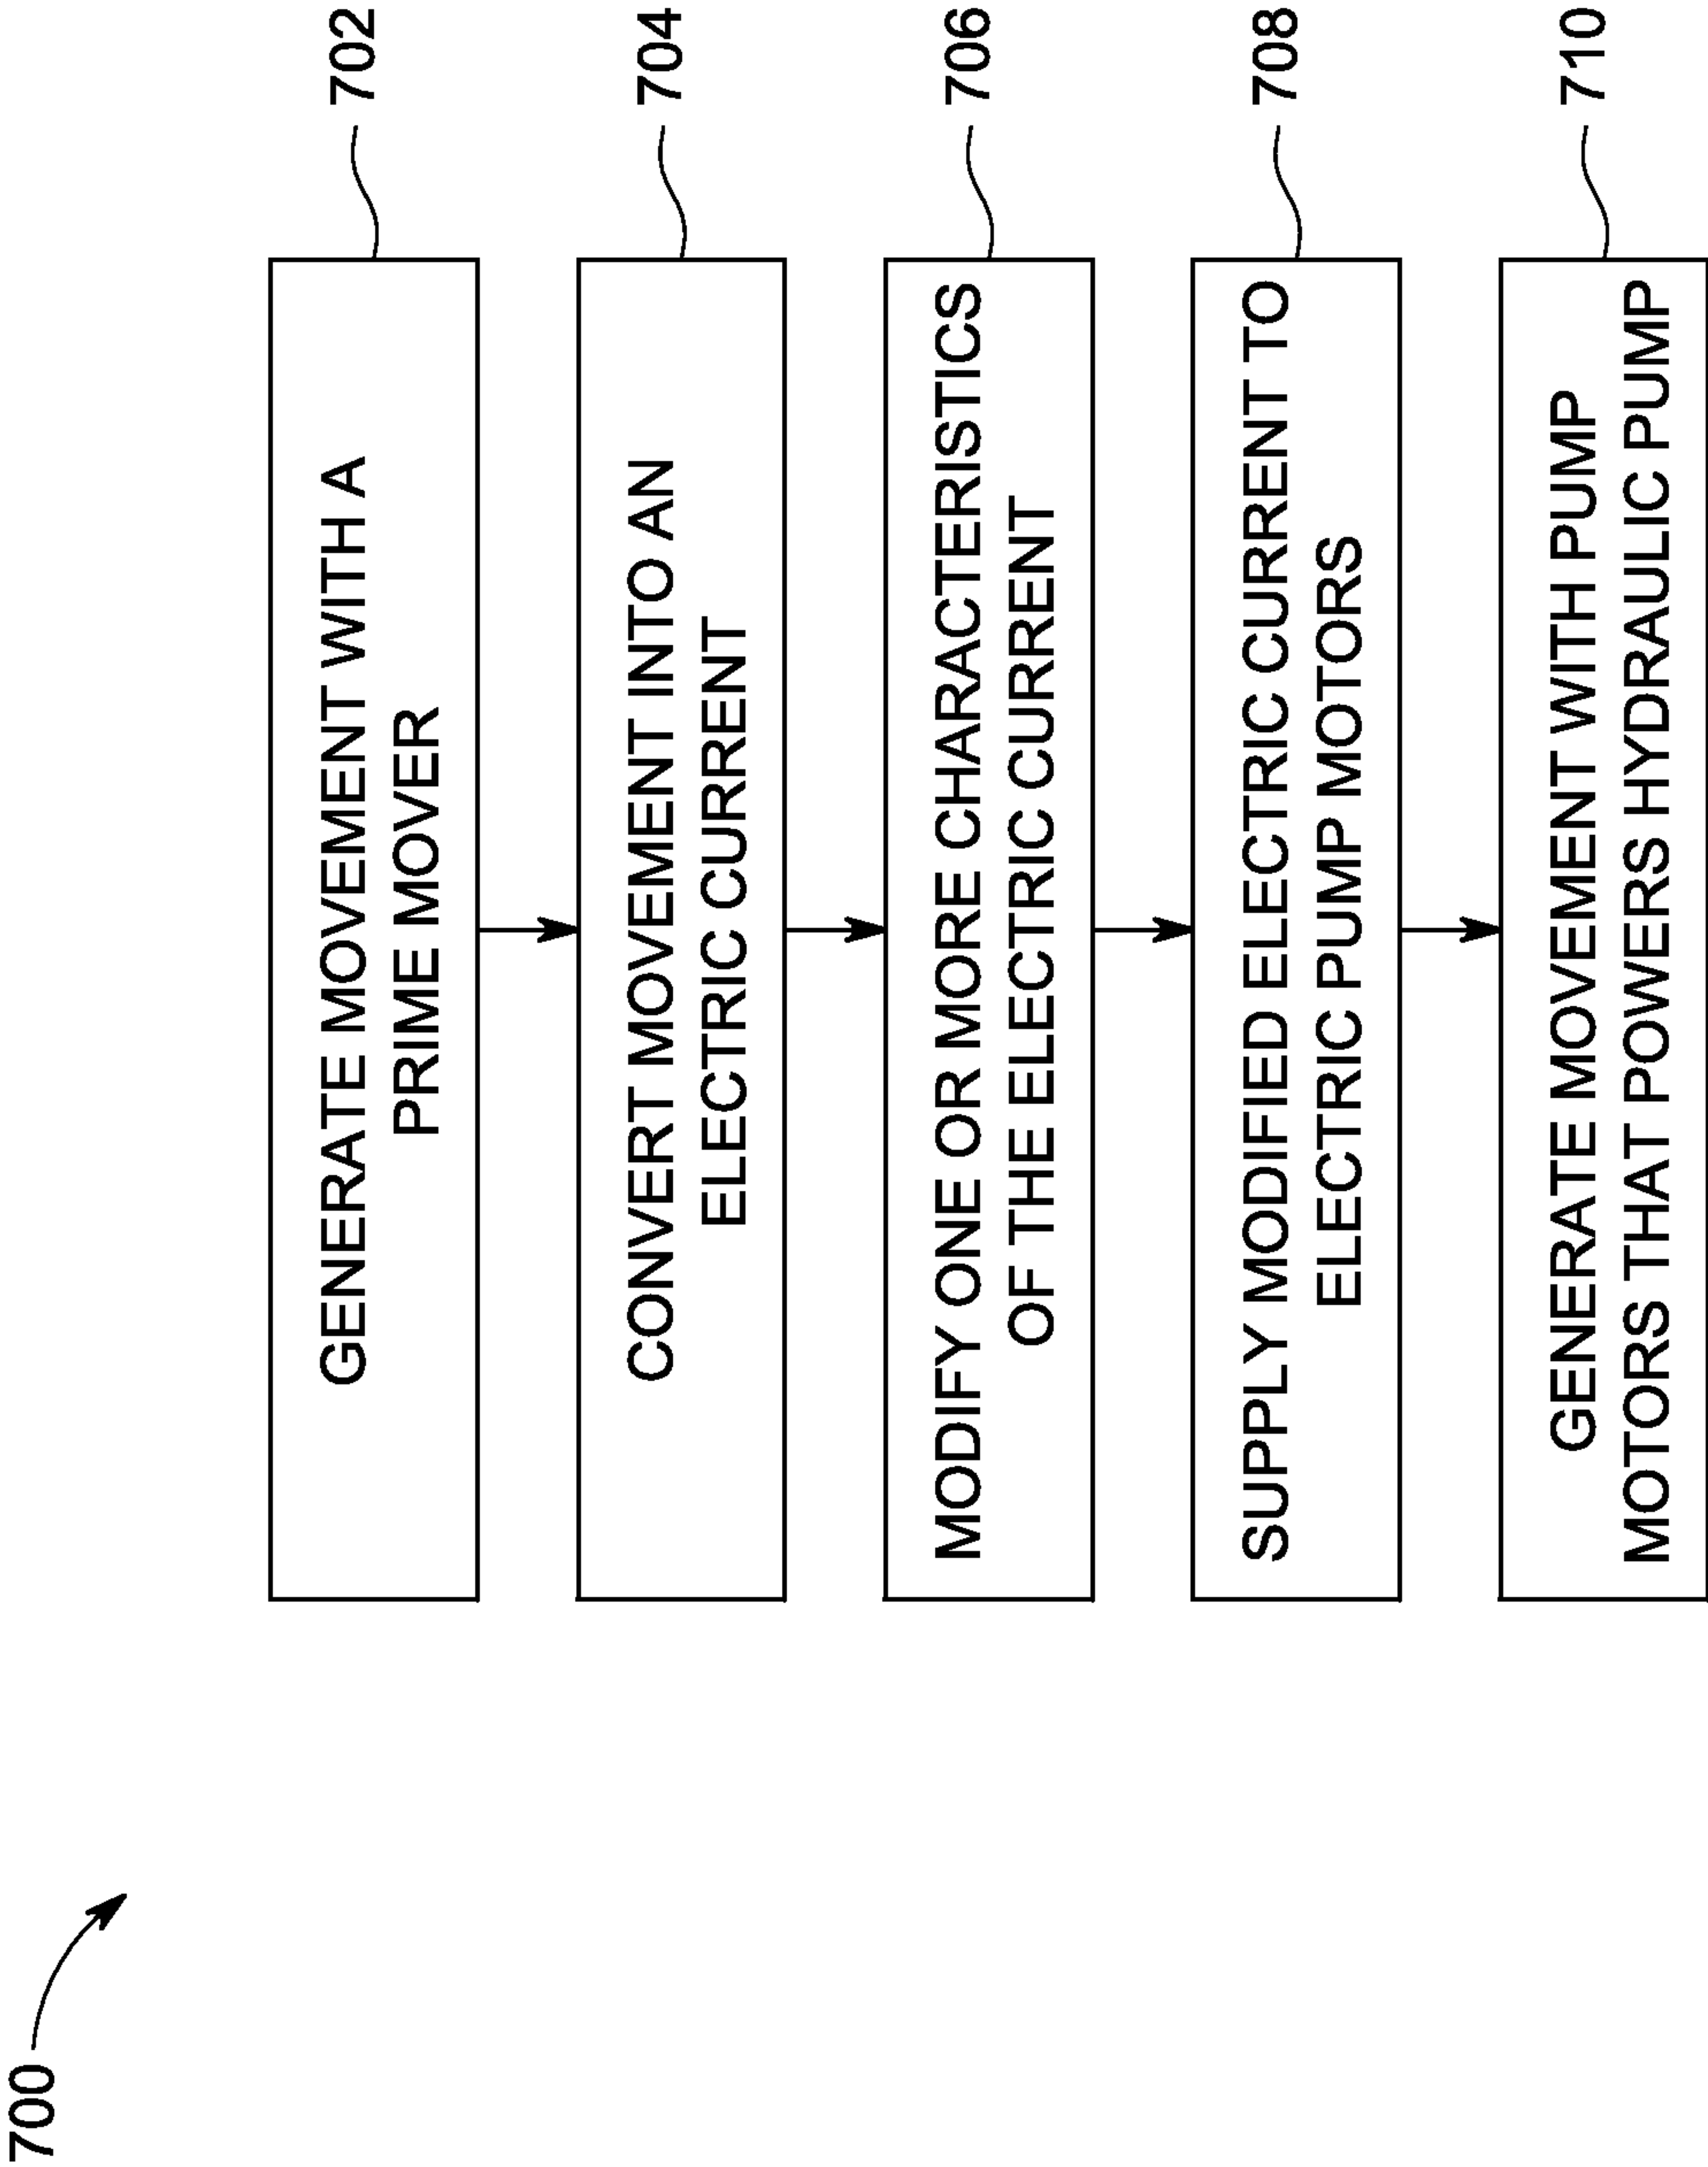 700
GENERATE MOVEMENT WITH A
PRIME MOVER
702
CONVERT MOVEMENT INTO AN
ELECTRIC CURRENT
704
MODIFY ONE OR MORE CHARACTERISTICS
OF THE ELECTRIC CURRENT
706
SUPPLY MODIFIED ELECTRIC CURRENT TO
ELECTRIC PUMP MOTORS
708
GENERATE MOVEMENT WITH PUMP
MOTORS THAT POWERS HYDRAULIC PUMP
710